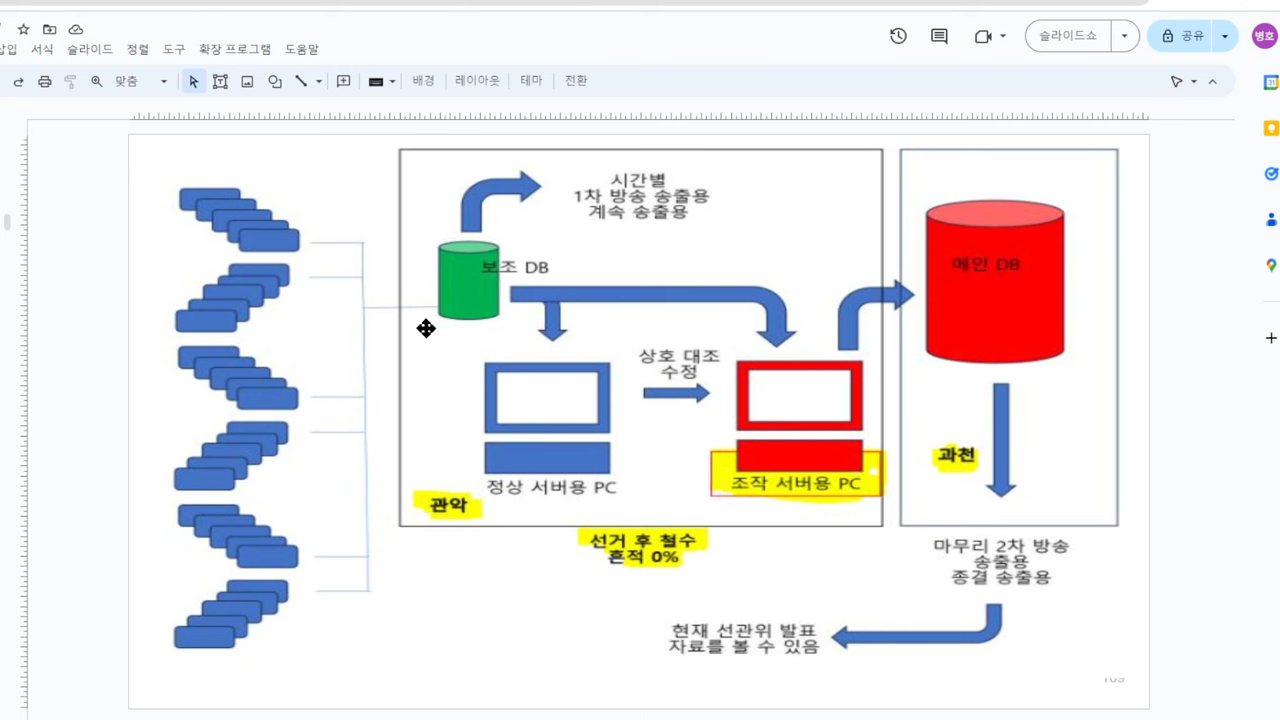 삽입 서식 슬라이드 정렬 도구 확장 프로그램 도움말
슬라이드쇼
공유
병호
맞춤
배경 레이아웃 테마 전환
31
시간별
1차 방송 송출용
계속 송출용
보조 DB
메인 DB
상호 대조
수정
정상 서버용 PC
조작 서버용 PC
관악
과천
선거 후 철수
흔적 0%
마무리 2차 방송
송출용
종결 송출용
현재 선관위 발표
자료를 볼 수 있음